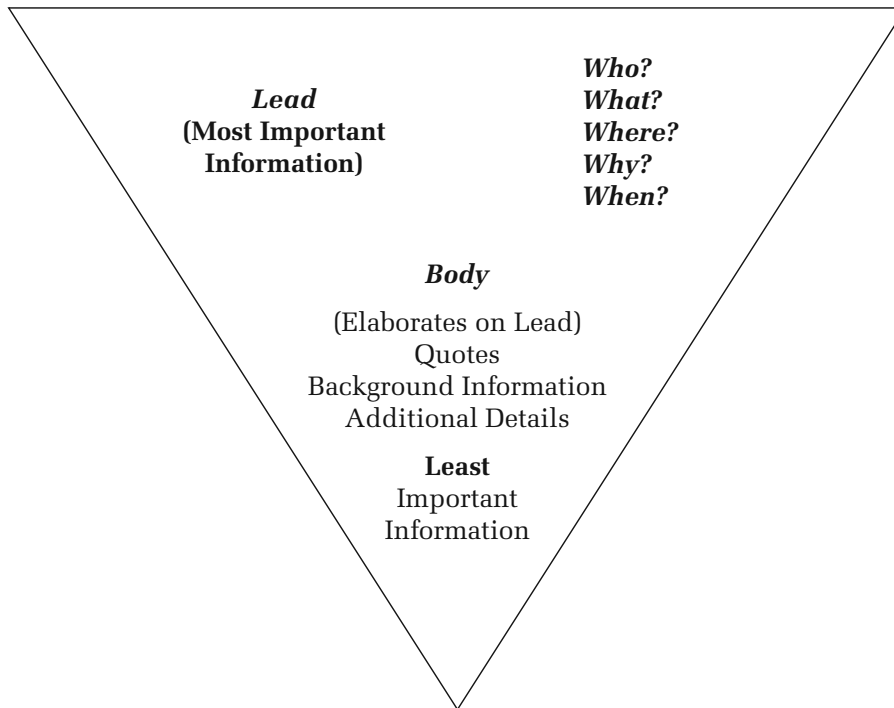 Lead
(Most Important
Information)
Who?
What?
Where?
Why?
When?
Body
(Elaborates on Lead)
Quotes
Background Information
Additional Details
Least
Important
Information